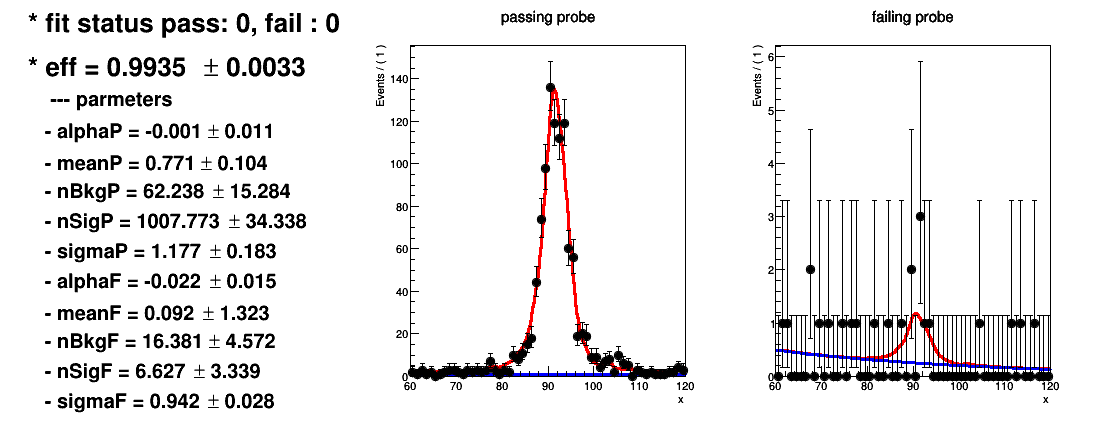 * fit status pass: 0, fail : 0
* eff = 0.9935 ± 0.0033
--- parmeters
- alphaP = -0.001 ± 0.011
- meanP = 0.771 ± 0.104
- nBkgP = 62.238 ± 15.284
- nSigP = 1007.773 ± 34.338
- sigmaP = 1.177 ± 0.183
- alphaF = -0.022 ± 0.015
- meanF = 0.092 ± 1.323
- nBkgF = 16.381 ± 4.572
- nSigF = 6.627 ± 3.339
- sigmaF = 0.942 ± 0.028
passing probe
Events / ( 1 )
140
120
100
80
60
40
20
0
60 70 80 90 100 110 120
x
failing probe
Events / ( 1 )
6
5
4
3
2
1
0
60 70 80 90 100 110 120
x